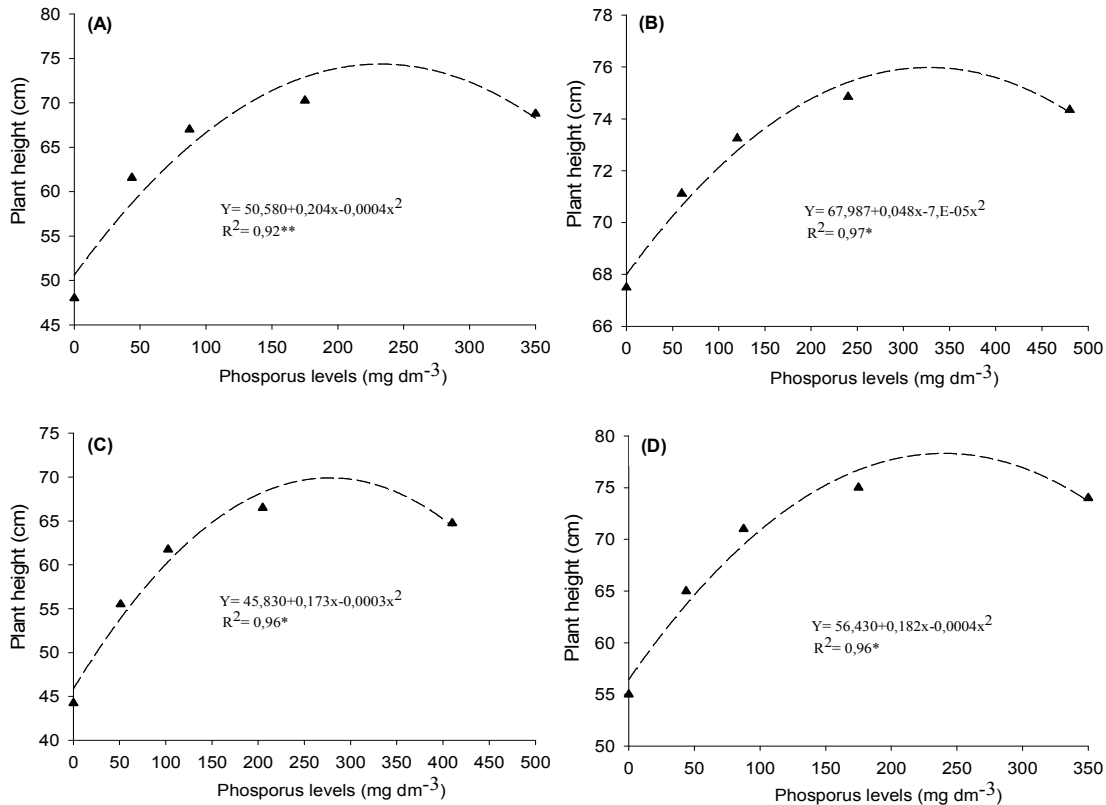 (A)
Plant height (cm)
80
75
70
65
60
55
50
45
Y= 50,580+0,204x-0,0004x²
R²= 0,92**
0 50 100 150 200 250 300 350
Phosporus levels (mg dm⁻³)
(B)
Plant height (cm)
78
76
74
72
70
68
66
Y= 67,987+0,048x-7,E-05x²
R²= 0,97*
0 50 100 150 200 250 300 350 400 450 500
Phosporus levels (mg dm⁻³)
(C)
Plant height (cm)
75
70
65
60
55
50
45
40
Y= 45,830+0,173x-0,0003x²
R²= 0,96*
0 50 100 150 200 250 300 350 400 450 500
Phosporus levels (mg dm⁻³)
(D)
Plant height (cm)
80
75
70
65
60
55
50
Y= 56,430+0,182x-0,0004x²
R²= 0,96*
0 50 100 150 200 250 300 350
Phosporus levels (mg dm⁻³)